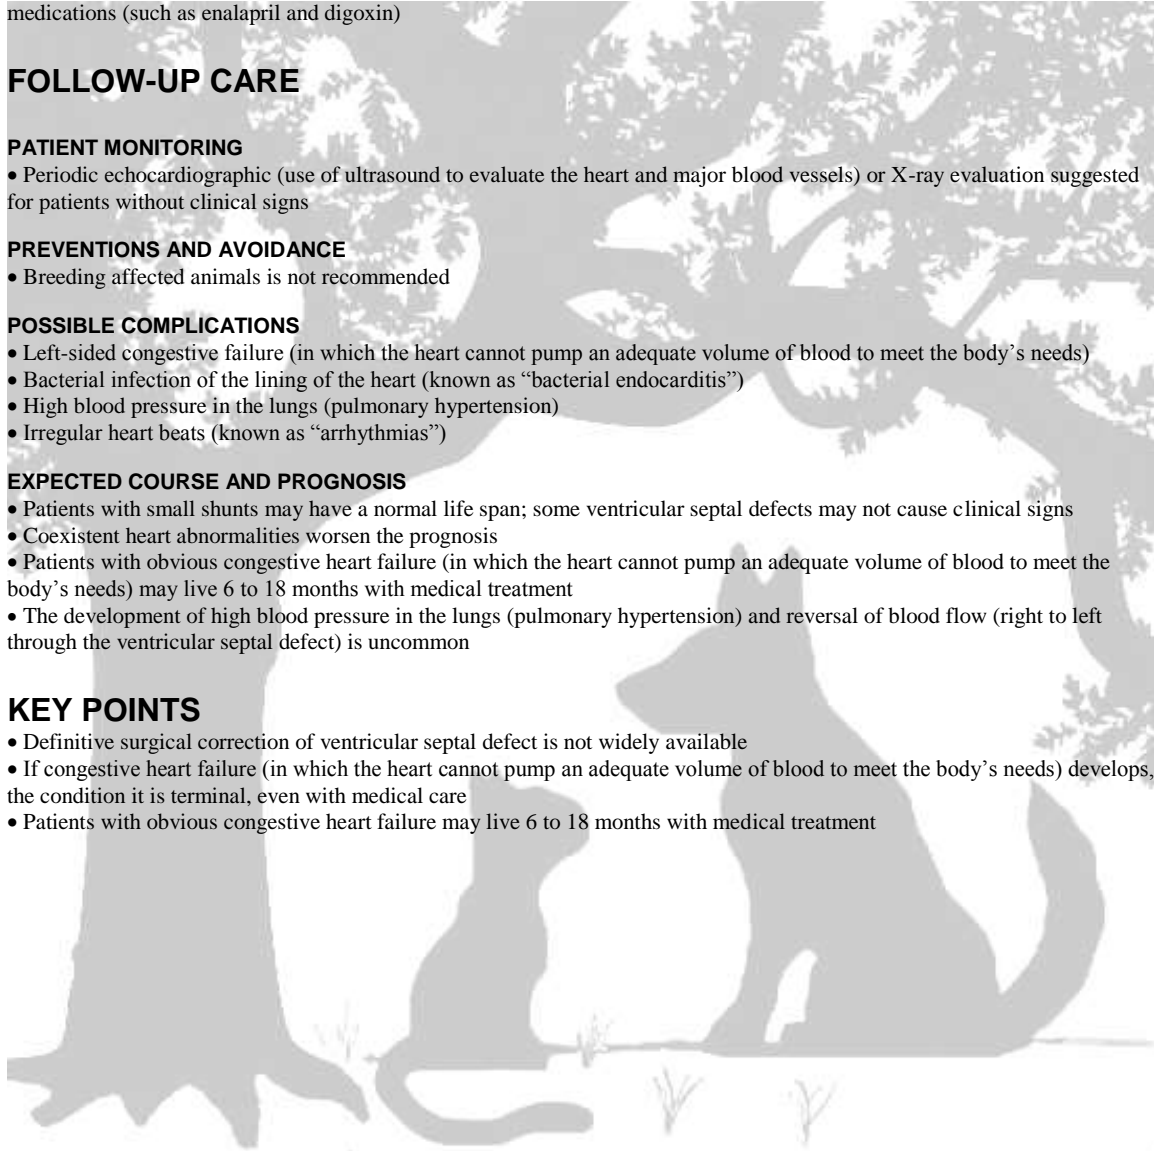 medications (such as enalapril and digoxin)
FOLLOW-UP CARE
PATIENT MONITORING
• Periodic echocardiographic (use of ultrasound to evaluate the heart and major blood vessels) or X-ray evaluation suggested
for patients without clinical signs
PREVENTIONS AND AVOIDANCE
• Breeding affected animals is not recommended
POSSIBLE COMPLICATIONS
• Left-sided congestive failure (in which the heart cannot pump an adequate volume of blood to meet the body’s needs)
• Bacterial infection of the lining of the heart (known as “bacterial endocarditis”)
• High blood pressure in the lungs (pulmonary hypertension)
• Irregular heart beats (known as “arrhythmias”)
EXPECTED COURSE AND PROGNOSIS
• Patients with small shunts may have a normal life span; some ventricular septal defects may not cause clinical signs
• Coexistent heart abnormalities worsen the prognosis
• Patients with obvious congestive heart failure (in which the heart cannot pump an adequate volume of blood to meet the
body’s needs) may live 6 to 18 months with medical treatment
• The development of high blood pressure in the lungs (pulmonary hypertension) and reversal of blood flow (right to left
through the ventricular septal defect) is uncommon
KEY POINTS
• Definitive surgical correction of ventricular septal defect is not widely available
• If congestive heart failure (in which the heart cannot pump an adequate volume of blood to meet the body’s needs) develops,
the condition it is terminal, even with medical care
• Patients with obvious congestive heart failure may live 6 to 18 months with medical treatment